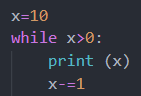 x=10
while x>0:
    print (x)
    x-=1